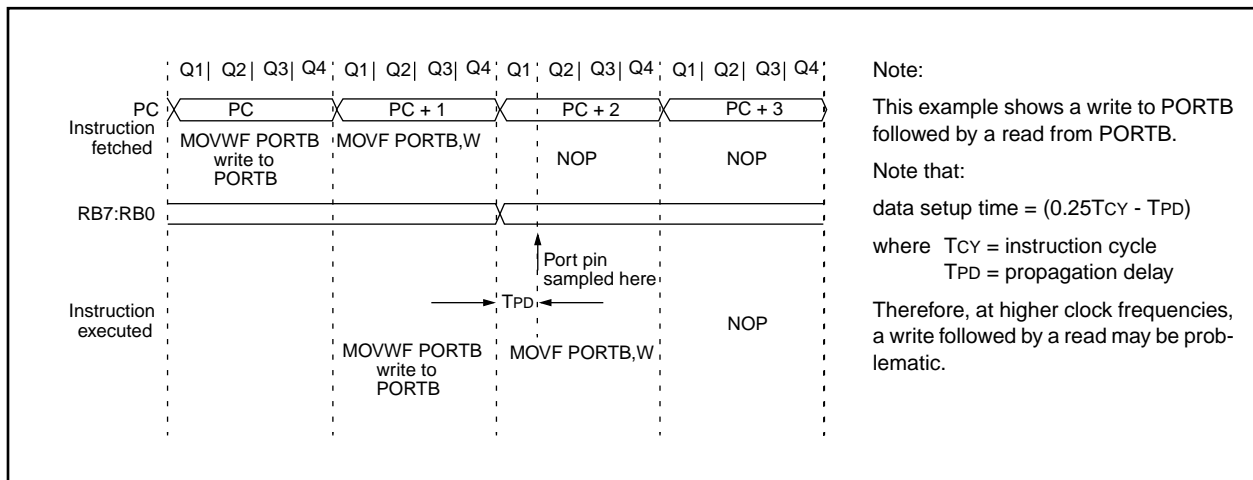 Q1| Q2| Q3| Q4 Q1| Q2| Q3| Q4 Q1 Q2| Q3| Q4 Q1| Q2| Q3| Q4
PC PC PC + 1 PC + 2 PC + 3
Instruction
fetched
MOVWF PORTB
write to
PORTB
MOVF PORTB,W
NOP
NOP
RB7:RB0
Port pin
sampled here
TPD
Instruction
executed
MOVWF PORTB
write to
PORTB
MOVF PORTB,W
NOP
Note:
This example shows a write to PORTB
followed by a read from PORTB.
Note that:
data setup time = (0.25TCY - TPD)
where TCY = instruction cycle
TPD = propagation delay
Therefore, at higher clock frequencies,
a write followed by a read may be prob-
lematic.